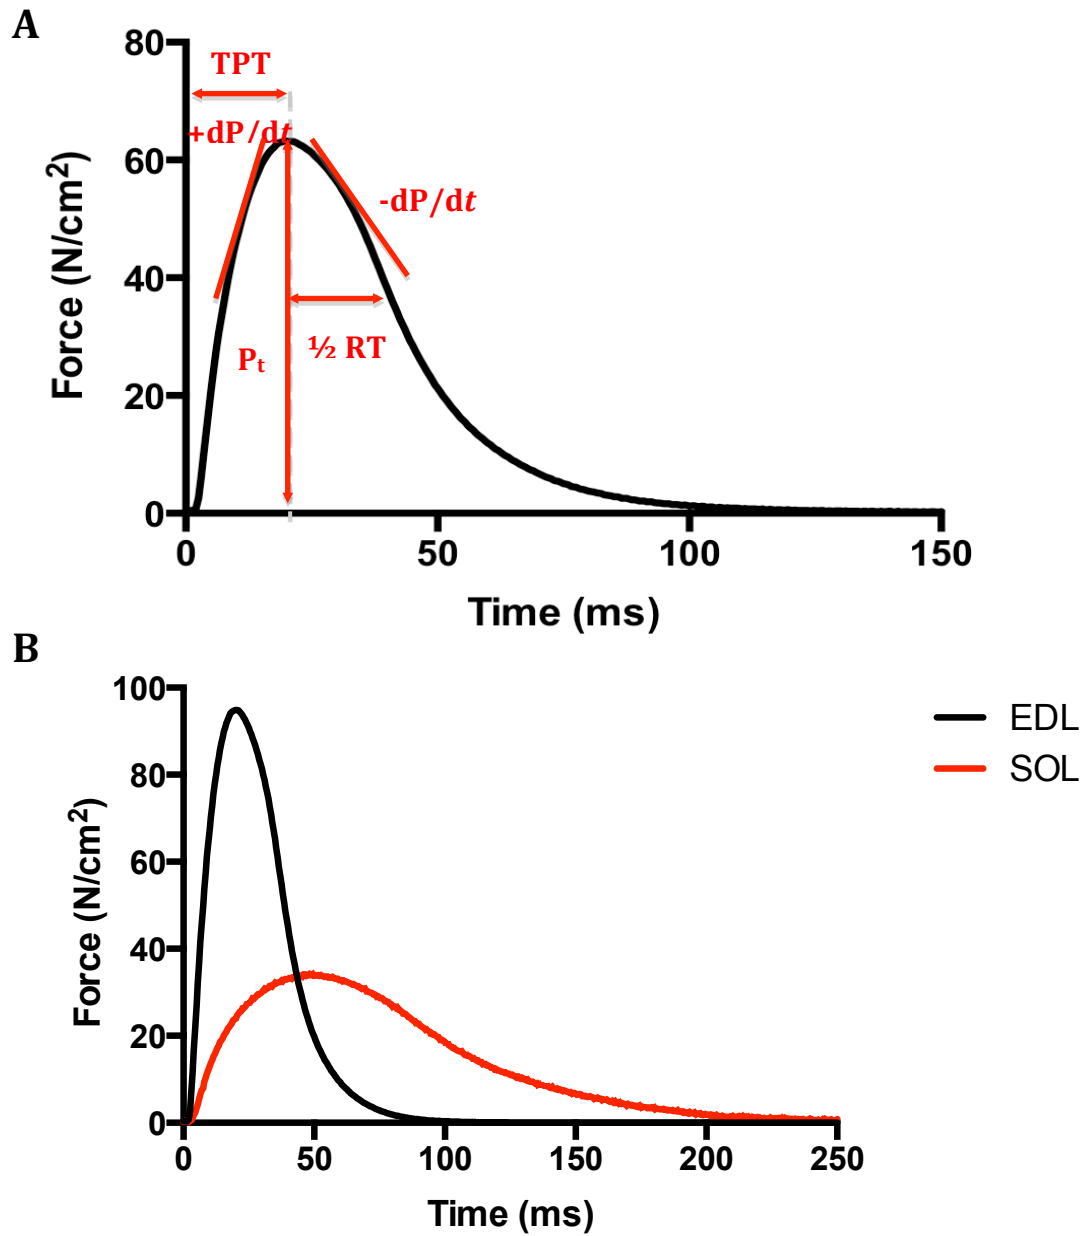 A
80
TPT
+dP/dt
60
-dP/dt
40
½ RT
Pₜ
20
0
0 50 100 150
Force (N/cm²)
Time (ms)
B
100
EDL
SOL
80
60
40
20
0
0 50 100 150 200 250
Force (N/cm²)
Time (ms)